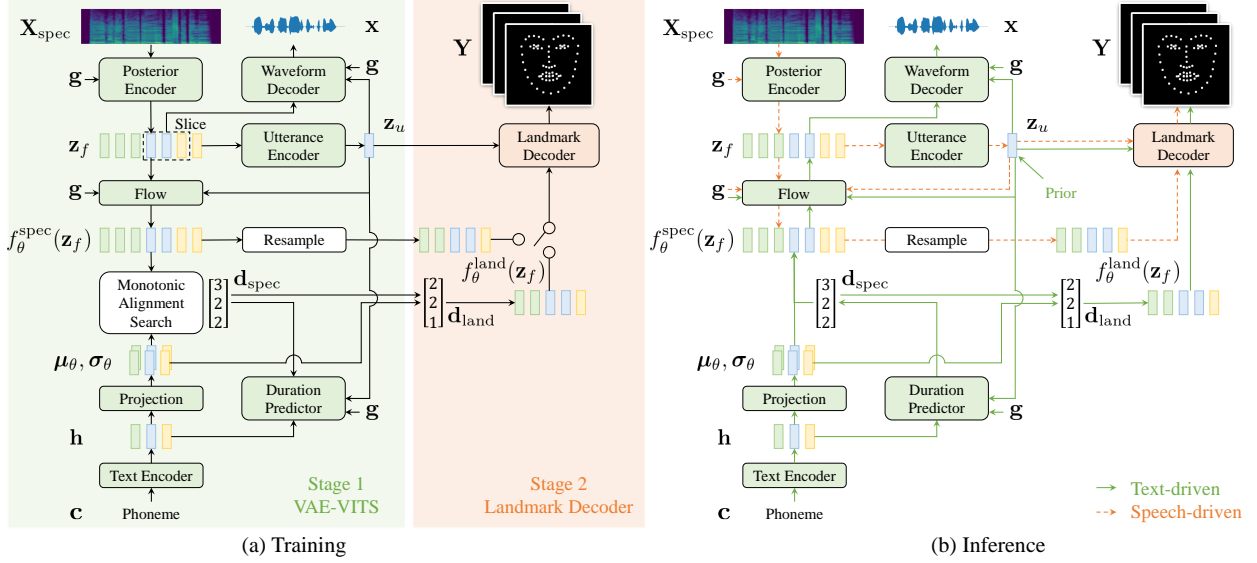 X_spec
x
Y
g
Posterior
Encoder
Waveform
Decoder
g
Slice
z_f
Utterance
Encoder
z_u
Landmark
Decoder
g
Flow
f_θ^spec(z_f)
Resample
f_θ^land(z_f)
Monotonic
Alignment
Search
[3 2 2]
d_spec
[2 2 1]
d_land
μ_θ, σ_θ
Projection
Duration
Predictor
g
h
Text Encoder
c
Phoneme
Stage 1
VAE-VITS
Stage 2
Landmark Decoder
(a) Training
X_spec
x
Y
g
Posterior
Encoder
Waveform
Decoder
g
z_f
Utterance
Encoder
z_u
Landmark
Decoder
Prior
g
Flow
f_θ^spec(z_f)
Resample
f_θ^land(z_f)
[3 2 2]
d_spec
[2 2 1]
d_land
μ_θ, σ_θ
Projection
Duration
Predictor
g
h
Text Encoder
c
Phoneme
Text-driven
Speech-driven
(b) Inference